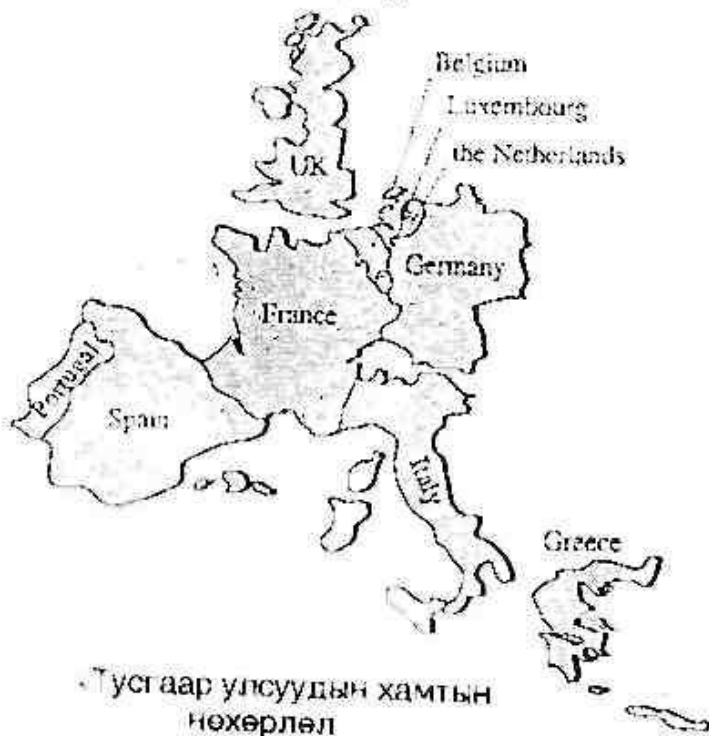 Belgium
Luxembourg
the Netherlands
UK
Germany
France
Portugal
Spain
Italy
Greece
Тусгаар улсуудын хамтын
нөхөрлөл